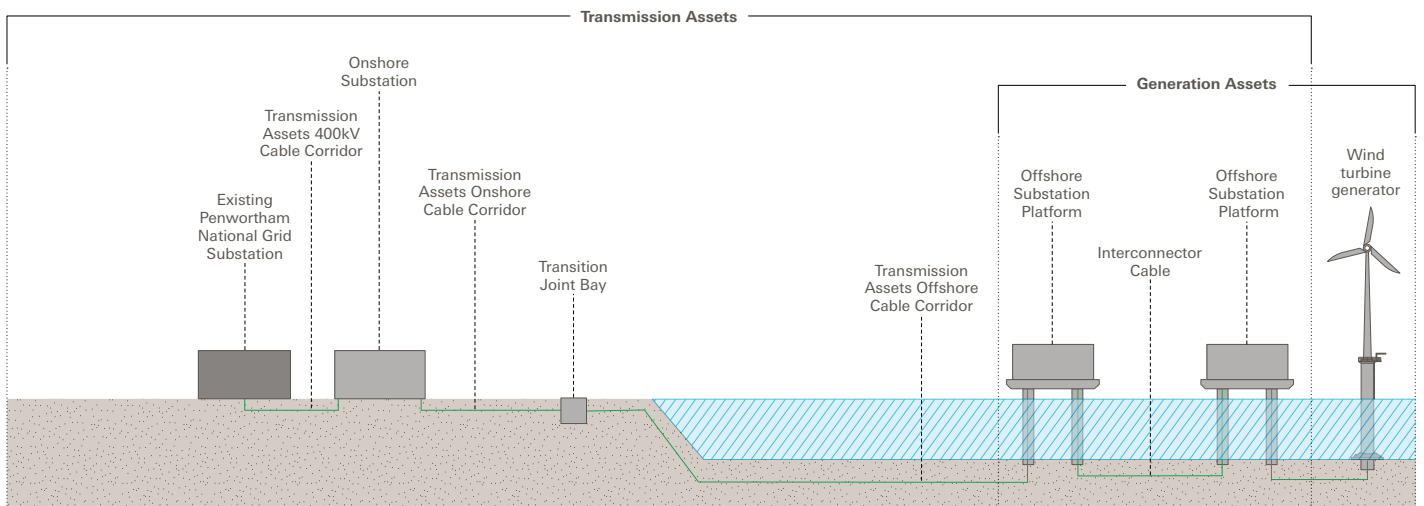 Transmission Assets
Generation Assets
Onshore
Substation
Transmission
Assets 400kV
Cable Corridor
Existing
Penwortham
National Grid
Substation
Transmission
Assets Onshore
Cable Corridor
Transition
Joint Bay
Transmission
Assets Offshore
Cable Corridor
Offshore
Substation
Platform
Interconnector
Cable
Offshore
Substation
Platform
Wind
turbine
generator